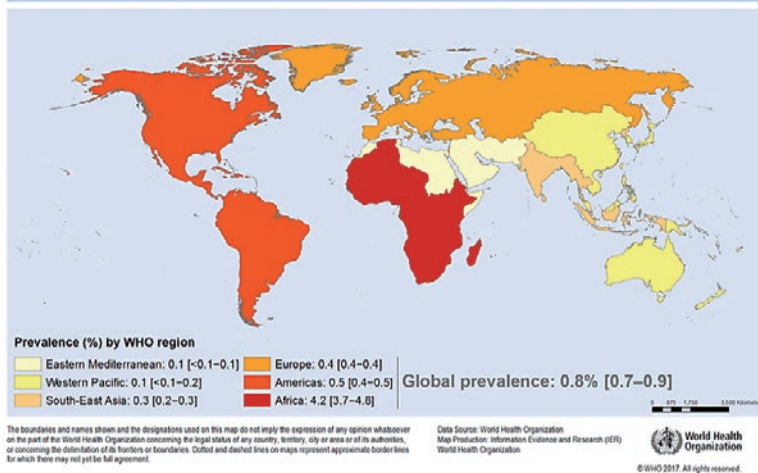 Prevalence (%) by WHO region
Eastern Mediterranean: 0.1 [<0.1–0.1]
Western Pacific: 0.1 [<0.1–0.2]
South-East Asia: 0.3 [0.2–0.3]
Europe: 0.4 [0.4–0.4]
Americas: 0.5 [0.4–0.5]
Africa: 4.2 [3.7–4.8]
Global prevalence: 0.8% [0.7–0.9]
0 875 1,750 3,500 Kilometers
The boundaries and names shown and the designations used on this map do not imply the expression of any opinion whatsoever
on the part of the World Health Organization concerning the legal status of any country, territory, city or area or of its authorities,
or concerning the delimitation of its frontiers or boundaries. Dotted and dashed lines on maps represent approximate border lines
for which there may not yet be full agreement.
Data Source: World Health Organization
Map Production: Information Evidence and Research (IER)
World Health Organization
World Health
Organization
© WHO 2017. All rights reserved.